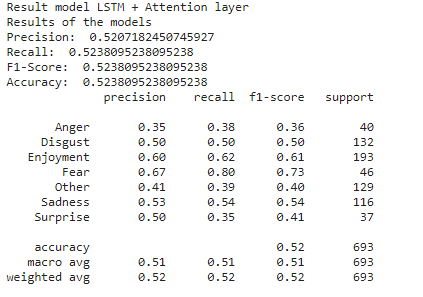 Result model LSTM + Attention layer
Results of the models
Precision:  0.5207182450745927
Recall:  0.5238095238095238
F1-Score:  0.5238095238095238
Accuracy:  0.5238095238095238
precision    recall  f1-score   support
Anger       0.35      0.38      0.36        40
Disgust       0.50      0.50      0.50       132
Enjoyment       0.60      0.62      0.61       193
Fear       0.67      0.80      0.73        46
Other       0.41      0.39      0.40       129
Sadness       0.53      0.54      0.54       116
Surprise       0.50      0.35      0.41        37
accuracy                           0.52       693
macro avg       0.51      0.51      0.51       693
weighted avg       0.52      0.52      0.52       693